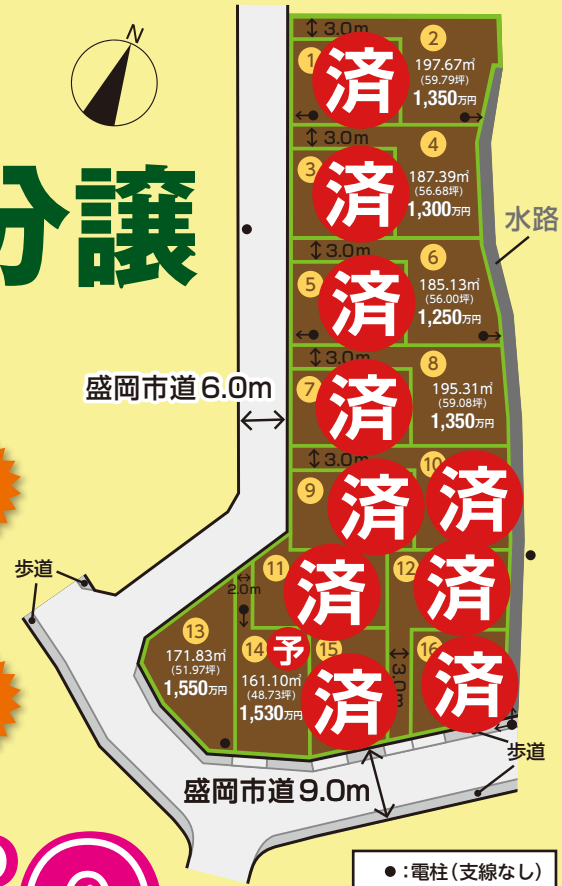 N
分譲
3.0m
1
済
2
197.67㎡
(59.79坪)
1,350万円
3.0m
3
済
4
187.39㎡
(56.68坪)
1,300万円
水路
3.0m
5
済
6
185.13㎡
(56.00坪)
1,250万円
盛岡市道6.0m
3.0m
7
済
8
195.31㎡
(59.08坪)
1,350万円
3.0m
9
済
10
済
歩道
2.0m
11
済
12
済
13
171.83㎡
(51.97坪)
1,550万円
14
予
161.10㎡
(48.73坪)
1,530万円
15
済
3.0m
16
済
歩道
盛岡市道9.0m
●:電柱(支線なし)